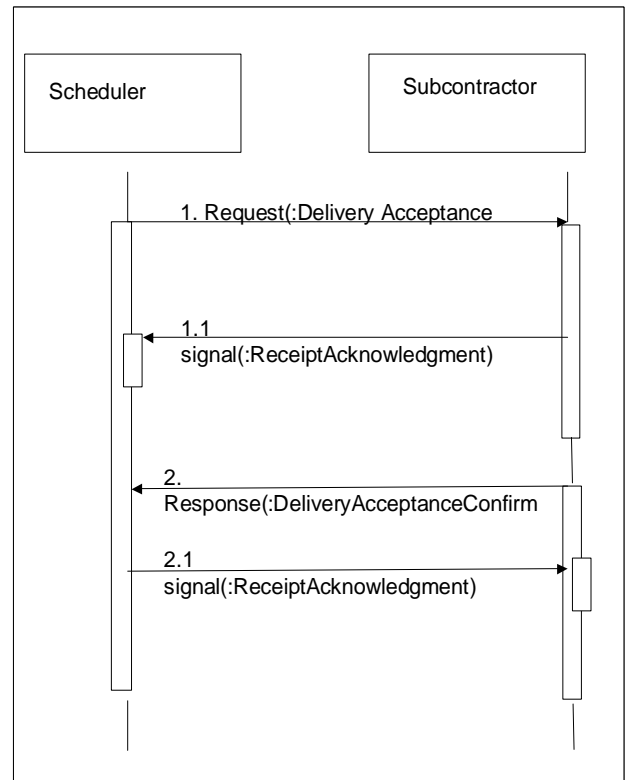 Scheduler
Subcontractor
1. Request(:Delivery Acceptance
1.1
signal(:ReceiptAcknowledgment)
2.
Response(:DeliveryAcceptanceConfirm
2.1
signal(:ReceiptAcknowledgment)